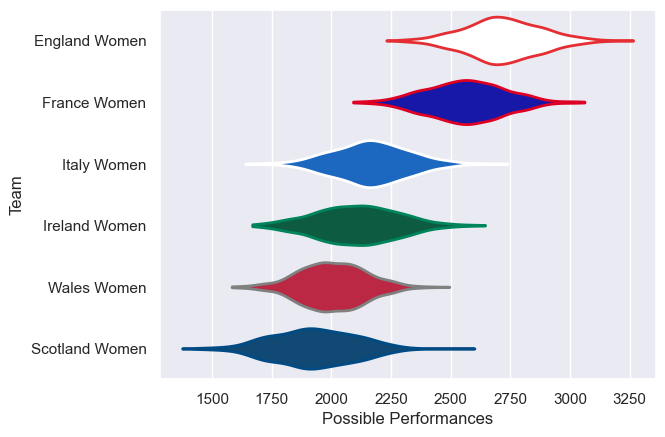 England Women
France Women
Italy Women
Ireland Women
Wales Women
Scotland Women
Team
1500 1750 2000 2250 2500 2750 3000 3250
Possible Performances